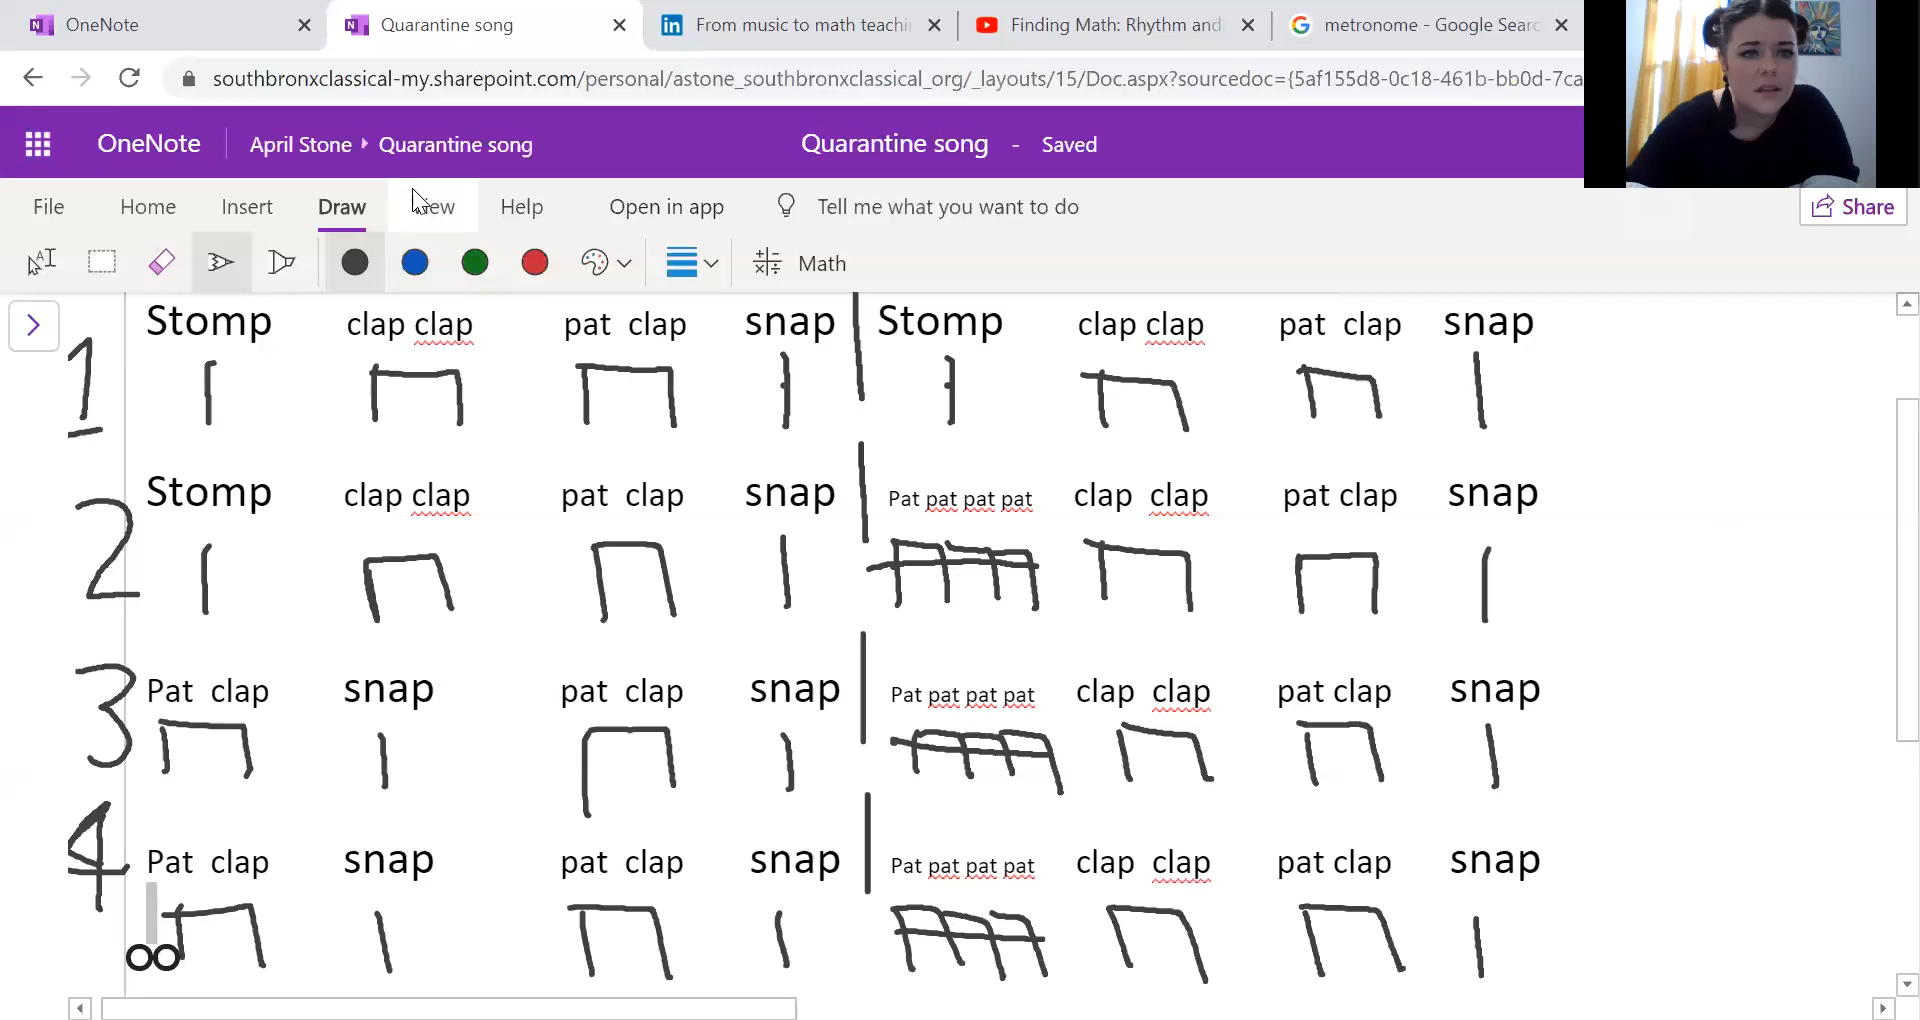 OneNote Quarantine song From music to math teachi Finding Math: Rhythm and metronome - Google Searc
southbronxclassical-my.sharepoint.com/personal/astone_southbronxclassical_org/_layouts/15/Doc.aspx?sourcedoc={5af155d8-0c18-461b-bb0d-7ca
OneNote April Stone Quarantine song Quarantine song - Saved
File Home Insert Draw Help Open in app Tell me what you want to do Share
Math
Stomp clap clap pat clap snap Stomp clap clap pat clap snap
1
Stomp clap clap pat clap snap Pat pat pat pat clap clap pat clap snap
2
Pat clap snap pat clap snap Pat pat pat pat clap clap pat clap snap
3
Pat clap snap pat clap snap Pat pat pat pat clap clap pat clap snap
4